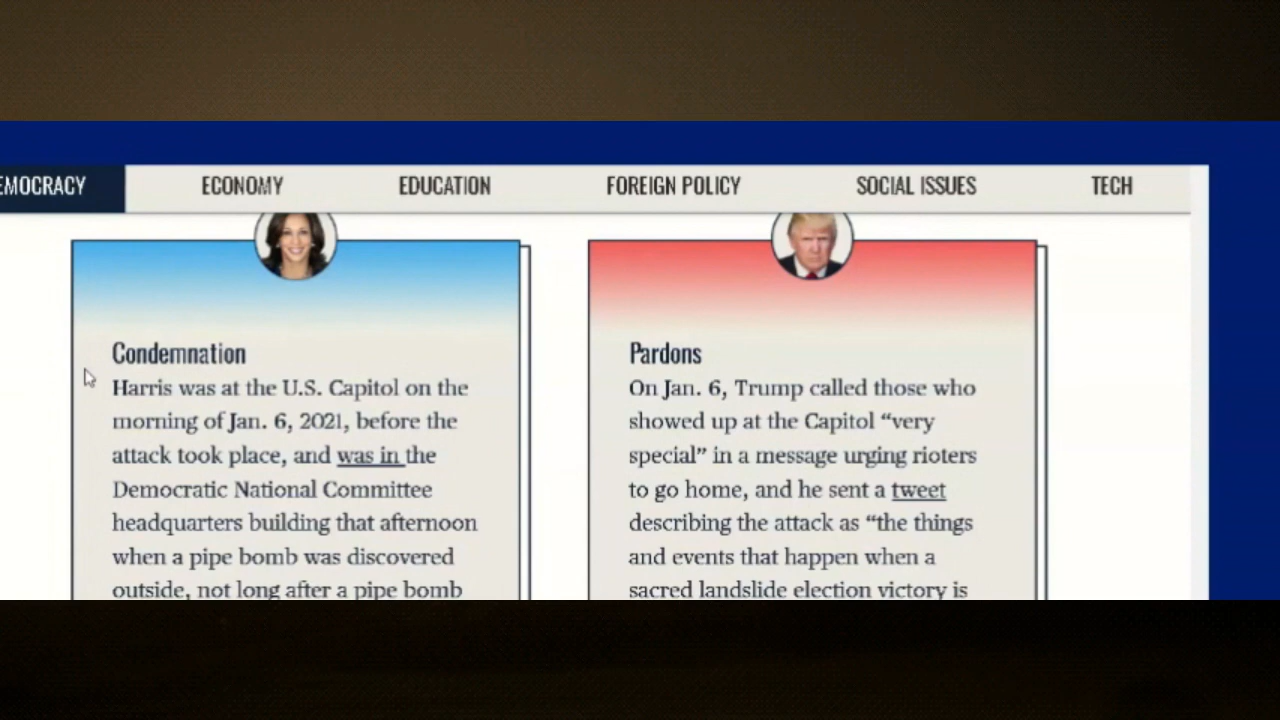 EMOCRACY ECONOMY EDUCATION FOREIGN POLICY SOCIAL ISSUES TECH
Condemnation
Harris was at the U.S. Capitol on the
morning of Jan. 6, 2021, before the
attack took place, and was in the
Democratic National Committee
headquarters building that afternoon
when a pipe bomb was discovered
outside, not long after a pipe bomb
Pardons
On Jan. 6, Trump called those who
showed up at the Capitol “very
special” in a message urging rioters
to go home, and he sent a tweet
describing the attack as “the things
and events that happen when a
sacred landslide election victory is